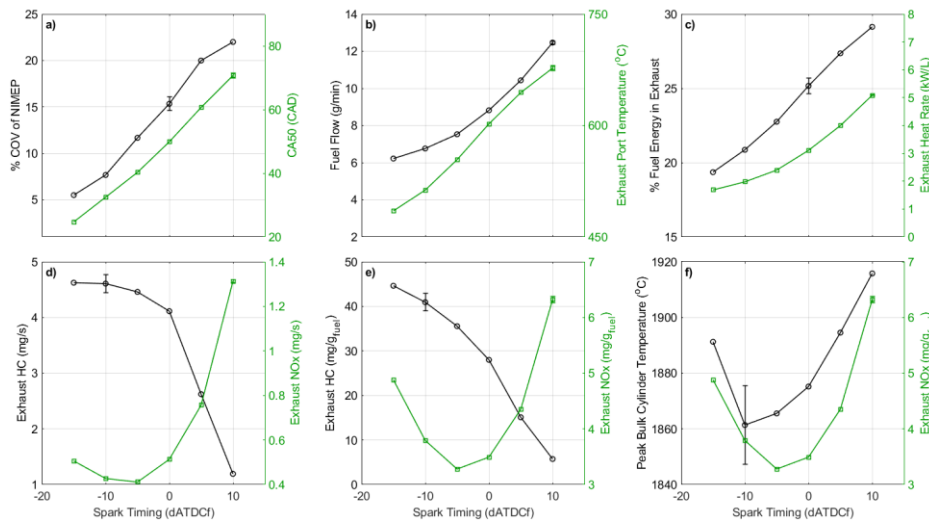 a)
25
20
15
10
5
% COV of NIMEP
80
60
40
20
CA50 (CAD)
b)
14
12
10
8
6
4
2
Fuel Flow (g/min)
750
600
450
Exhaust Port Temperature (°C)
c)
30
25
20
15
% Fuel Energy in Exhaust
8
7
6
5
4
3
2
1
0
Exhaust Heat Rate (kW/L)
d)
5
4
3
2
1
Exhaust HC (mg/s)
1.4
1.2
1
0.8
0.6
0.4
Exhaust NOx (mg/s)
-20 -10 0 10
Spark Timing (dATDCf)
e)
50
40
30
20
10
0
Exhaust HC (mg/gfuel)
7
6
5
4
3
Exhaust NOx (mg/gfuel)
-20 -10 0 10
Spark Timing (dATDCf)
f)
1920
1900
1880
1860
1840
Peak Bulk Cylinder Temperature (°C)
7
6
5
4
3
Exhaust NOx (mg/g...
-20 -10 0 10
Spark Timing (dATDCf)